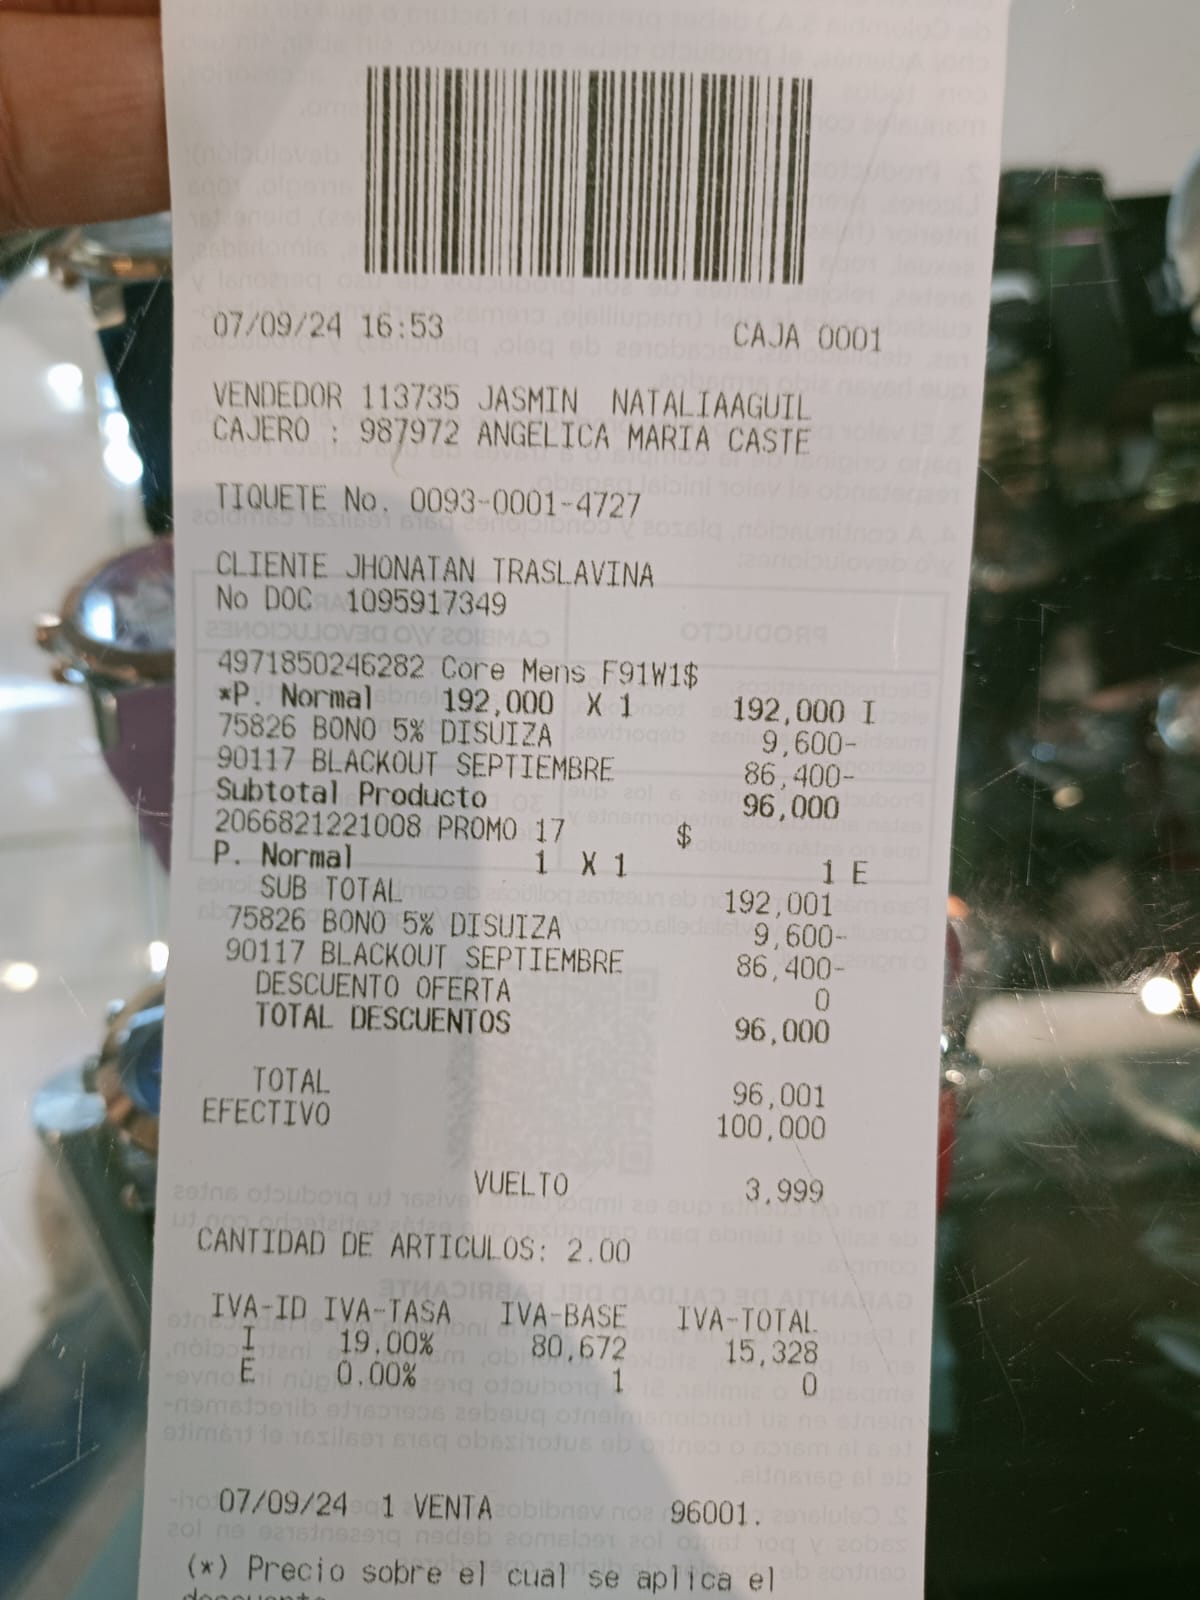 07/09/24 16:53 CAJA 0001
VENDEDOR 113735 JASMIN NATALIAAGUIL
CAJERO : 987972 ANGELICA MARIA CASTE
TIQUETE No. 0093-0001-4727
CLIENTE JHONATAN TRASLAVINA
No DOC 1095917349
4971850246282 Core Mens F91W1$
*P. Normal 192,000 X 1 192,000 I
75826 BONO 5% DISUIZA 9,600-
90117 BLACKOUT SEPTIEMBRE 86,400-
Subtotal Producto 96,000
2066821221008 PROMO 17 $
P. Normal 1 X 1 1 E
SUB TOTAL 192,001
75826 BONO 5% DISUIZA 9,600-
90117 BLACKOUT SEPTIEMBRE 86,400-
DESCUENTO OFERTA 0
TOTAL DESCUENTOS 96,000
TOTAL 96,001
EFECTIVO 100,000
VUELTO 3,999
CANTIDAD DE ARTICULOS: 2.00
IVA-ID IVA-TASA IVA-BASE IVA-TOTAL
I 19.00% 80,672 15,328
E 0.00% 1 0
07/09/24 1 VENTA 96001.
(*) Precio sobre el cual se aplica el